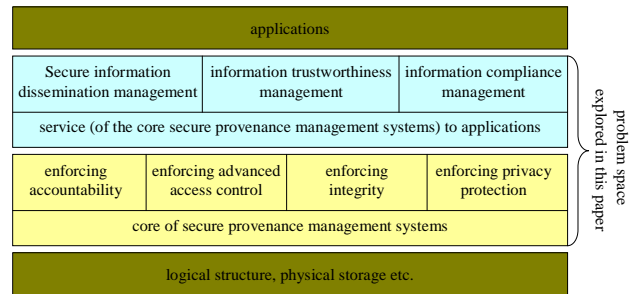 applications
Secure information
dissemination management
information trustworthiness
management
information compliance
management
service (of the core secure provenance management systems) to applications
enforcing
accountability
enforcing advanced
access control
enforcing
integrity
enforcing privacy
protection
core of secure provenance management systems
logical structure, physical storage etc.
problem space
explored in this paper